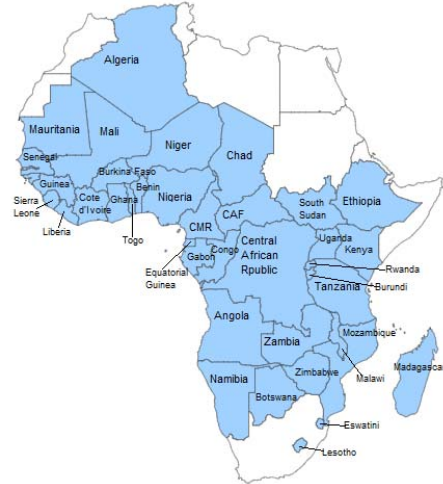 Algeria
Mauritania
Mali
Niger
Chad
Senegal
Burkina Faso
Guinea
Benin
Sierra
Leone
Cote
d'Ivoire
Ghana
Nigeria
South
Sudan
Ethiopia
Liberia
Togo
CMR
CAF
Uganda
Kenya
Equatorial
Guinea
Gaboh
Congo
Central
African
Rpublic
Rwanda
Burundi
Tanzania
Angola
Zambia
Mozambique
Malawi
Zimbabwe
Madagascar
Namibia
Botswana
Eswatini
Lesotho